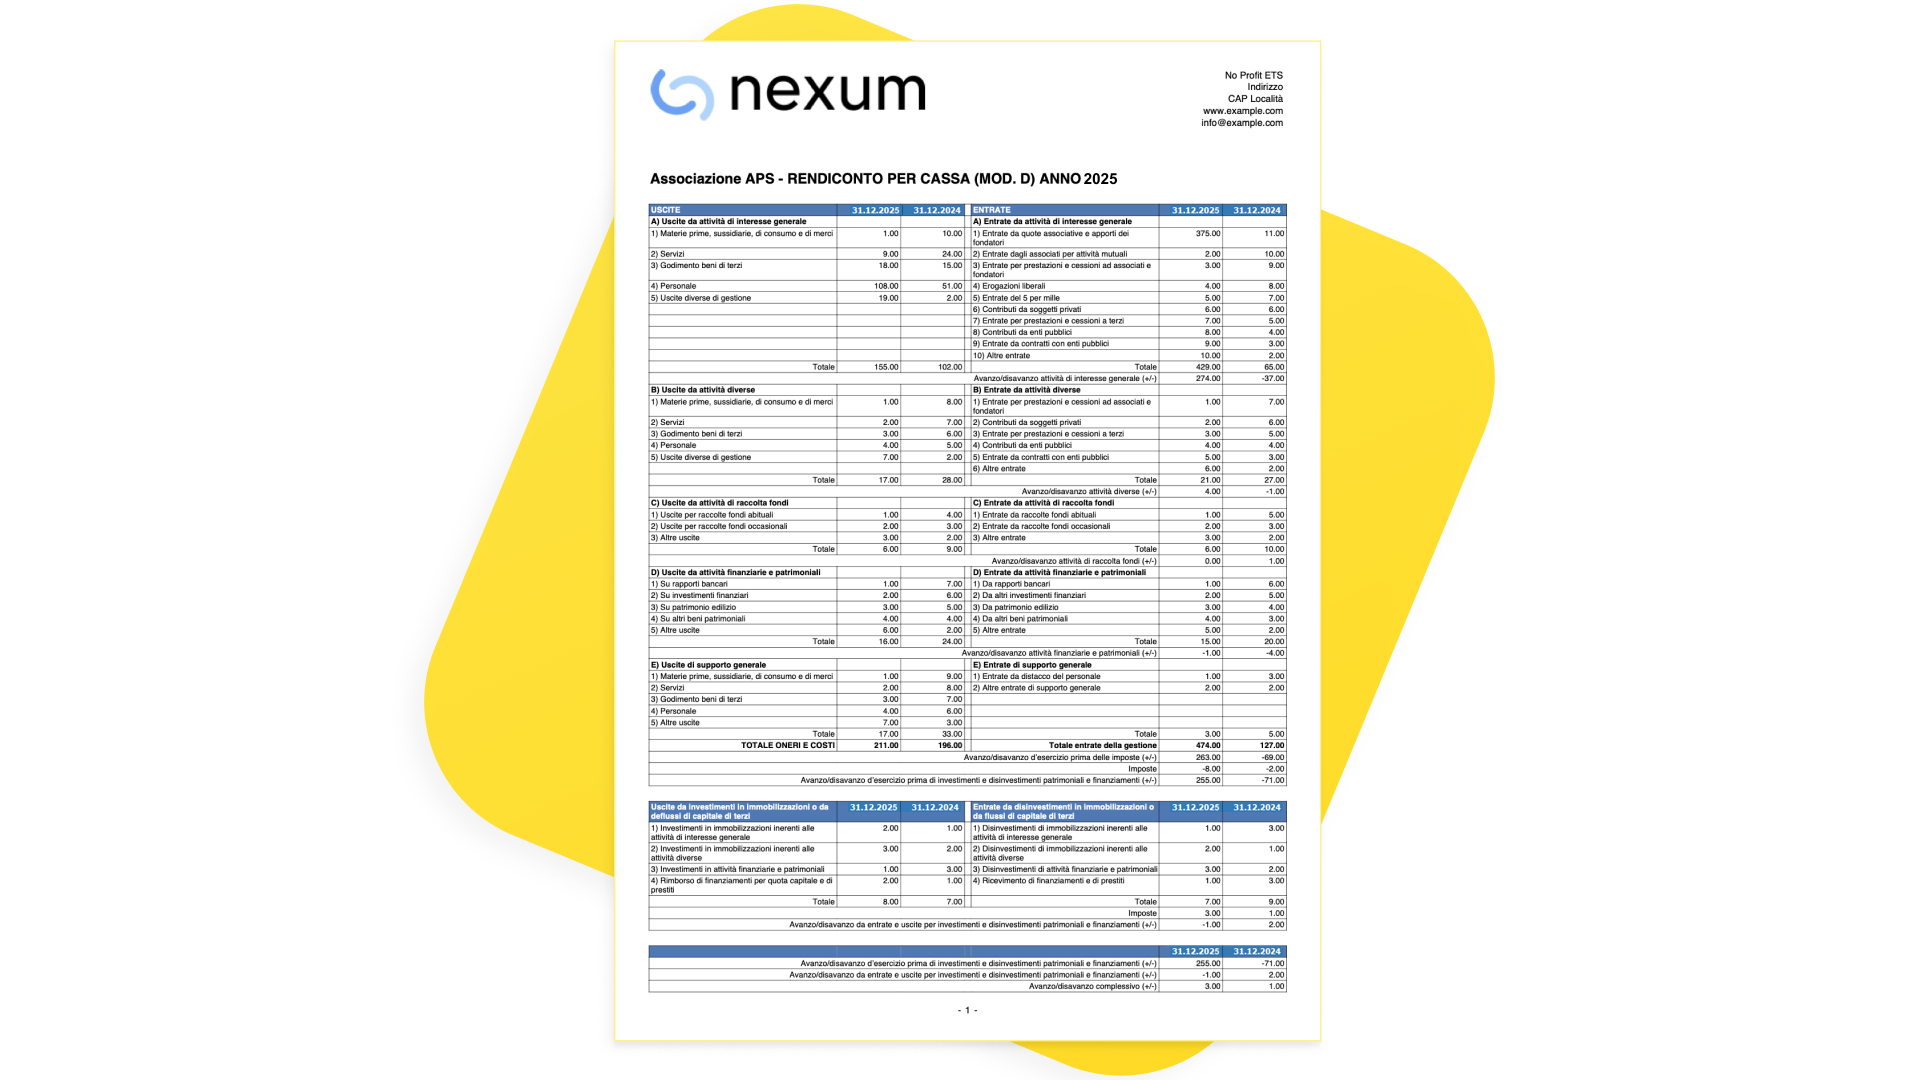 nexum
No Profit ETS
Indirizzo
CAP Località
www.example.com
info@example.com
Associazione APS - RENDICONTO PER CASSA (MOD. D) ANNO 2025
USCITE 31.12.2025 31.12.2024 ENTRATE 31.12.2025 31.12.2024
A) Uscite da attività di interesse generale A) Entrate da attività di interesse generale
1) Materie prime, sussidiarie, di consumo e di merci 1.00 10.00 1) Entrate da quote associative e apporti dei 375.00 11.00
fondatori
2) Servizi 9.00 24.00 2) Entrate dagli associati per attività mutuali 2.00 10.00
3) Godimento beni di terzi 18.00 15.00 3) Entrate per prestazioni e cessioni ad associati e 3.00 9.00
fondatori
4) Personale 108.00 51.00 4) Erogazioni liberali 4.00 8.00
5) Uscite diverse di gestione 19.00 2.00 5) Entrate del 5 per mille 5.00 7.00
6) Contributi da soggetti privati 6.00 6.00
7) Entrate per prestazioni e cessioni a terzi 7.00 5.00
8) Contributi da enti pubblici 8.00 4.00
9) Entrate da contratti con enti pubblici 9.00 3.00
10) Altre entrate 10.00 2.00
Totale 155.00 102.00 Totale 429.00 65.00
Avanzo/disavanzo attività di interesse generale (+/-) 274.00 -37.00
B) Uscite da attività diverse B) Entrate da attività diverse
1) Materie prime, sussidiarie, di consumo e di merci 1.00 8.00 1) Entrate per prestazioni e cessioni ad associati e 1.00 7.00
fondatori
2) Servizi 2.00 7.00 2) Contributi da soggetti privati 2.00 6.00
3) Godimento beni di terzi 3.00 6.00 3) Entrate per prestazioni e cessioni a terzi 3.00 5.00
4) Personale 4.00 5.00 4) Contributi da enti pubblici 4.00 4.00
5) Uscite diverse di gestione 7.00 2.00 5) Entrate da contratti con enti pubblici 5.00 3.00
6) Altre entrate 6.00 2.00
Totale 17.00 28.00 Totale 21.00 27.00
Avanzo/disavanzo attività diverse (+/-) 4.00 -1.00
C) Uscite da attività di raccolta fondi C) Entrate da attività di raccolta fondi
1) Uscite per raccolte fondi abituali 1.00 4.00 1) Entrate da raccolte fondi abituali 1.00 5.00
2) Uscite per raccolte fondi occasionali 2.00 3.00 2) Entrate da raccolte fondi occasionali 2.00 3.00
3) Altre uscite 3.00 2.00 3) Altre entrate 3.00 2.00
Totale 6.00 9.00 Totale 6.00 10.00
Avanzo/disavanzo attività di raccolta fondi (+/-) 0.00 1.00
D) Uscite da attività finanziarie e patrimoniali D) Entrate da attività finanziarie e patrimoniali
1) Su rapporti bancari 1.00 7.00 1) Da rapporti bancari 1.00 6.00
2) Su investimenti finanziari 2.00 6.00 2) Da altri investimenti finanziari 2.00 5.00
3) Su patrimonio edilizio 3.00 5.00 3) Da patrimonio edilizio 3.00 4.00
4) Su altri beni patrimoniali 4.00 4.00 4) Da altri beni patrimoniali 4.00 3.00
5) Altre uscite 6.00 2.00 5) Altre entrate 5.00 2.00
Totale 16.00 24.00 Totale 15.00 20.00
Avanzo/disavanzo attività finanziarie e patrimoniali (+/-) -1.00 -4.00
E) Uscite di supporto generale E) Entrate di supporto generale
1) Materie prime, sussidiarie, di consumo e di merci 1.00 9.00 1) Entrate da distacco del personale 1.00 3.00
2) Servizi 2.00 8.00 2) Altre entrate di supporto generale 2.00 2.00
3) Godimento beni di terzi 3.00 7.00
4) Personale 4.00 6.00
5) Altre uscite 7.00 3.00
Totale 17.00 33.00 Totale 3.00 5.00
TOTALE ONERI E COSTI 211.00 196.00 Totale entrate della gestione 474.00 127.00
Avanzo/disavanzo d'esercizio prima delle imposte (+/-) 263.00 -69.00
Imposte -8.00 -2.00
Avanzo/disavanzo d'esercizio prima di investimenti e disinvestimenti patrimoniali e finanziamenti (+/-) 255.00 -71.00
Uscite da investimenti in immobilizzazioni o da 31.12.2025 31.12.2024 Entrate da disinvestimenti in immobilizzazioni o 31.12.2025 31.12.2024
deflussi di capitale di terzi da flussi di capitale di terzi
1) Investimenti in immobilizzazioni inerenti alle 2.00 1.00 1) Disinvestimenti di immobilizzazioni inerenti alle 1.00 3.00
attività di interesse generale attività di interesse generale
2) Investimenti in immobilizzazioni inerenti alle 3.00 2.00 2) Disinvestimenti di immobilizzazioni inerenti alle 2.00 1.00
attività diverse attività diverse
3) Investimenti in attività finanziarie e patrimoniali 1.00 3.00 3) Disinvestimenti di attività finanziarie e patrimoniali 3.00 2.00
4) Rimborso di finanziamenti per quota capitale e di 2.00 1.00 4) Ricevimento di finanziamenti e di prestiti 1.00 3.00
prestiti
Totale 8.00 7.00 Totale 7.00 9.00
Imposte 3.00 1.00
Avanzo/disavanzo da entrate e uscite per investimenti e disinvestimenti patrimoniali e finanziamenti (+/-) -1.00 2.00
31.12.2025 31.12.2024
Avanzo/disavanzo d'esercizio prima di investimenti e disinvestimenti patrimoniali e finanziamenti (+/-) 255.00 -71.00
Avanzo/disavanzo da entrate e uscite per investimenti e disinvestimenti patrimoniali e finanziamenti (+/-) -1.00 2.00
Avanzo/disavanzo complessivo (+/-) 3.00 1.00
- 1 -